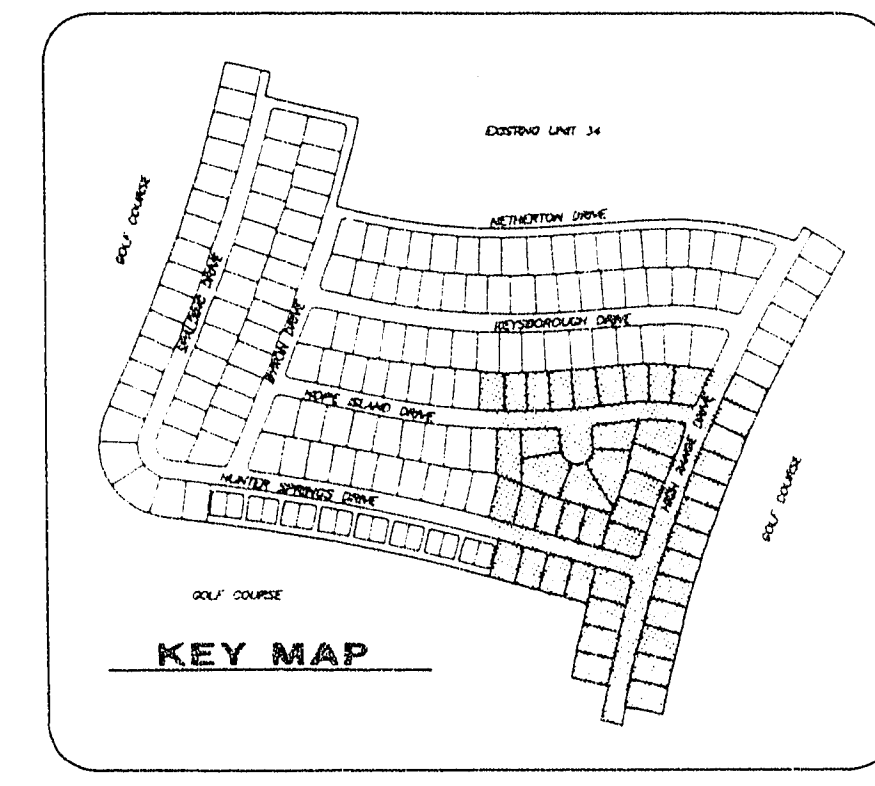 EXISTING UNIT 34
GOLF COURSE
NETHERTON DRIVE
KEYSBOROUGH DRIVE
BYRON DRIVE
HOPE ISLAND DRIVE
HIGH RANGE DRIVE
HUNTER SPRINGS DRIVE
GOLF COURSE
GOLF COURSE
DRIVE
KEY MAP